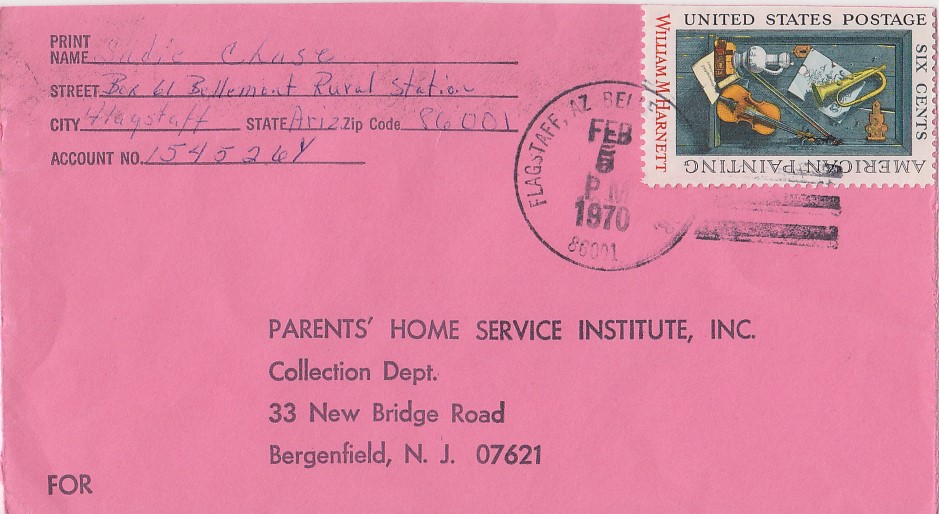 PRINT
NAME Sadie Chase
STREET Box 61 Bellemont Rural Station
CITY Flagstaff STATE Ariz. Zip Code 86001
ACCOUNT NO. 1545264
UNITED STATES POSTAGE
SIX CENTS
AMERICAN PAINTING
WILLIAM M. HARNETT
FLAGSTAFF, AZ
FEB
5
PM
1970
86001
PARENTS' HOME SERVICE INSTITUTE, INC.
Collection Dept.
33 New Bridge Road
Bergenfield, N. J. 07621
FOR